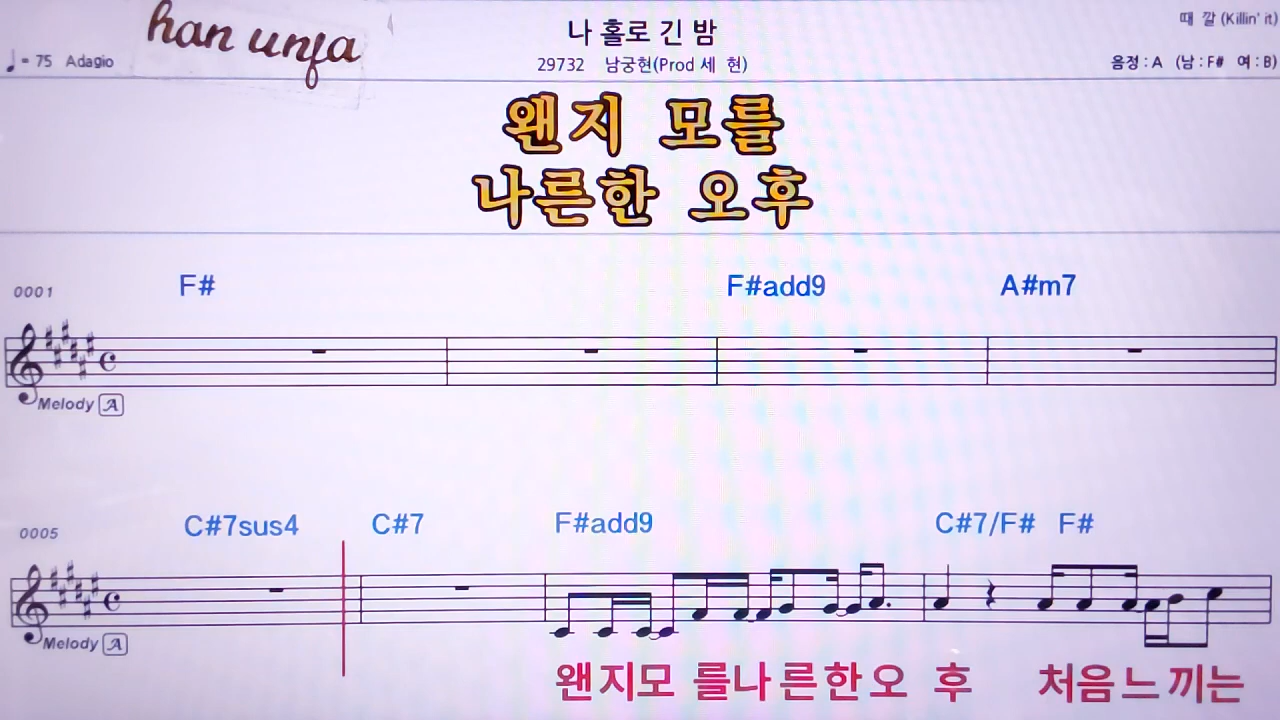 han unfa
나 홀로 긴 밤
때 깔 (Killin' it)
♩= 75 Adagio
29732 남궁현(Prod 세 현)
음정 : A (남 : F# 여 : B)
왠지 모를
나른한 오후
0001 F# F#add9 A#m7
Melody A
0005 C#7sus4 C#7 F#add9 C#7/F# F#
Melody A
왠지모 를나른한오 후 처음느끼는